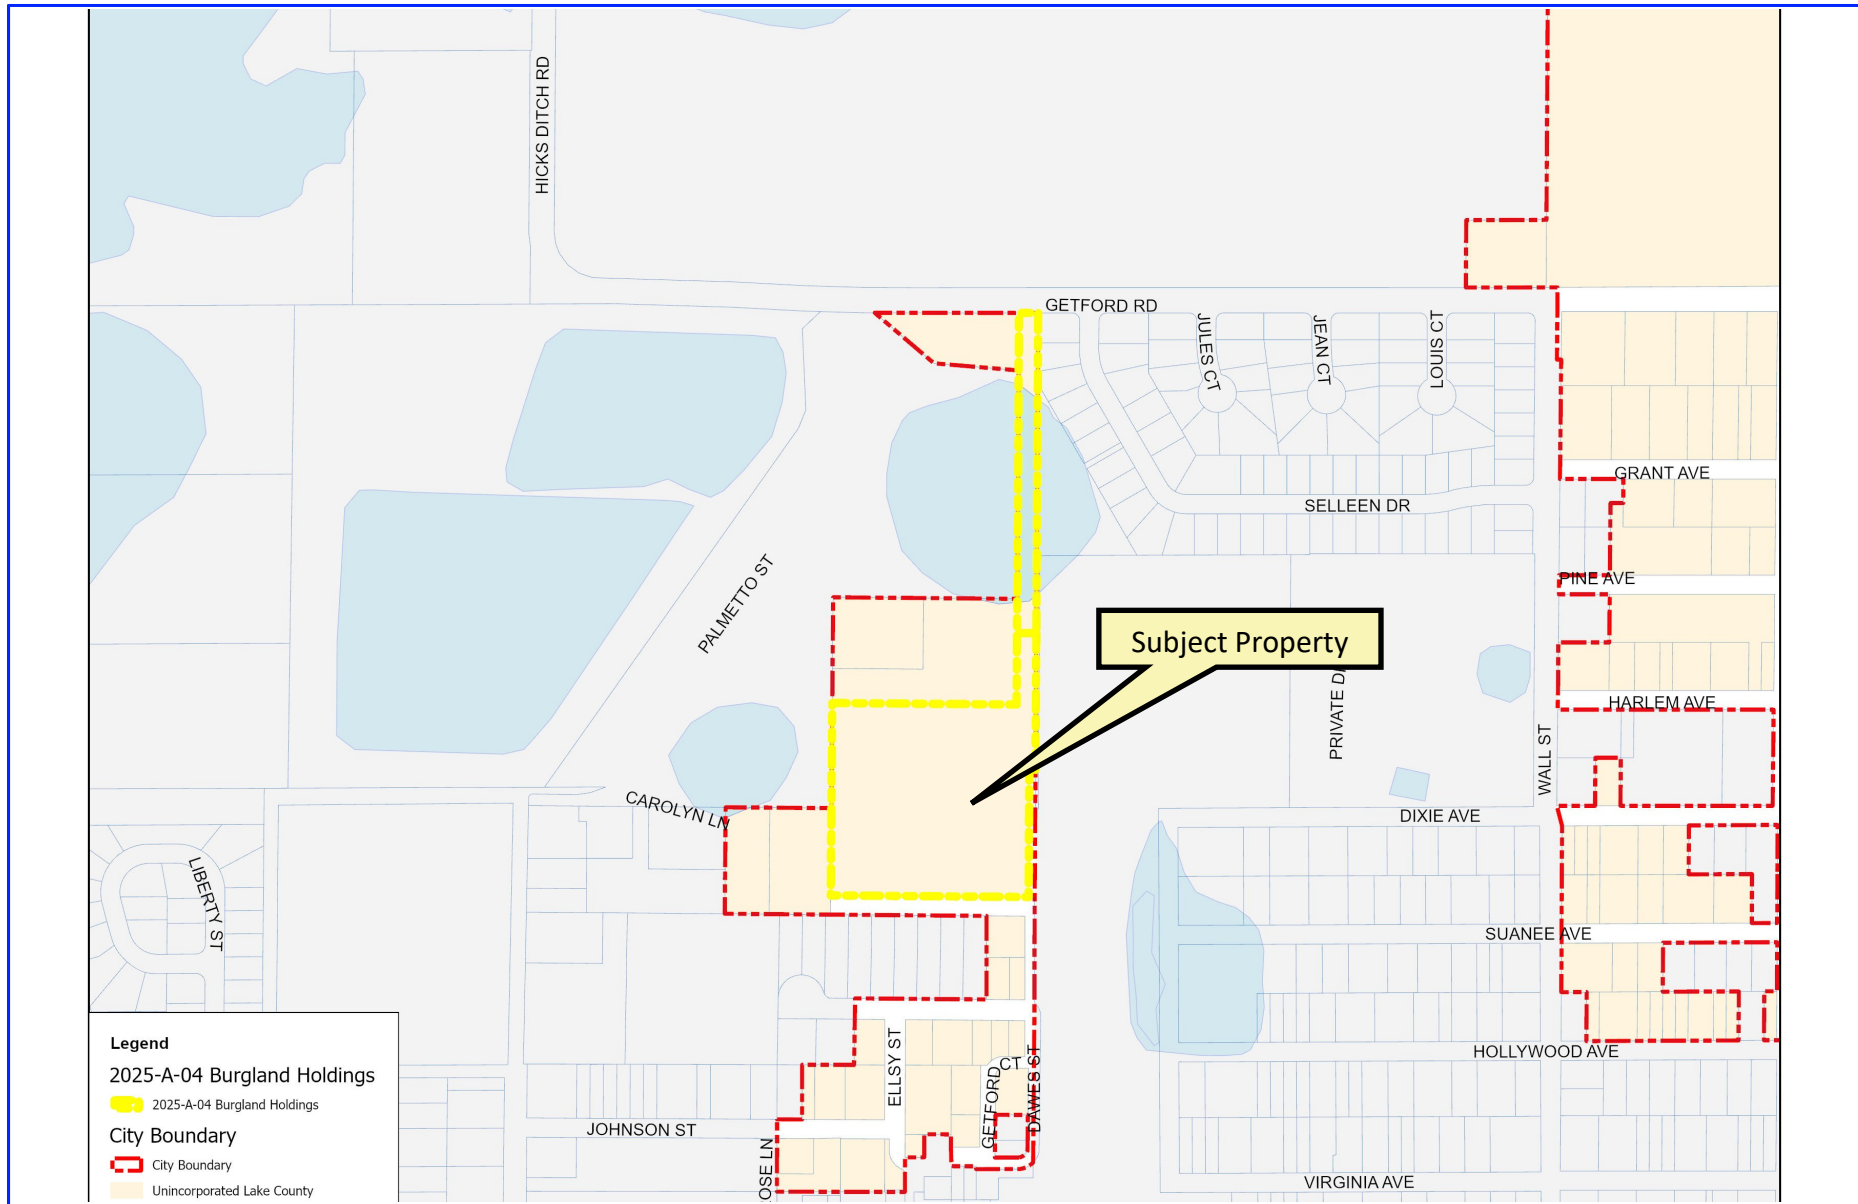 HICKS DITCH RD
GETFORD RD
JULES CT
JEAN CT
LOUIS CT
GRANT AVE
SELLEEN DR
PALMETTO ST
PINE AVE
Subject Property
PRIVATE
HARLEM AVE
WALL ST
CAROLYN LN
DIXIE AVE
LIBERTY ST
SUANEE AVE
ELLSY ST
GETFORD CT
DAWES ST
HOLLYWOOD AVE
JOHNSON ST
LN
VIRGINIA AVE
Legend
2025-A-04 Burgland Holdings
2025-A-04 Burgland Holdings
City Boundary
City Boundary
Unincorporated Lake County